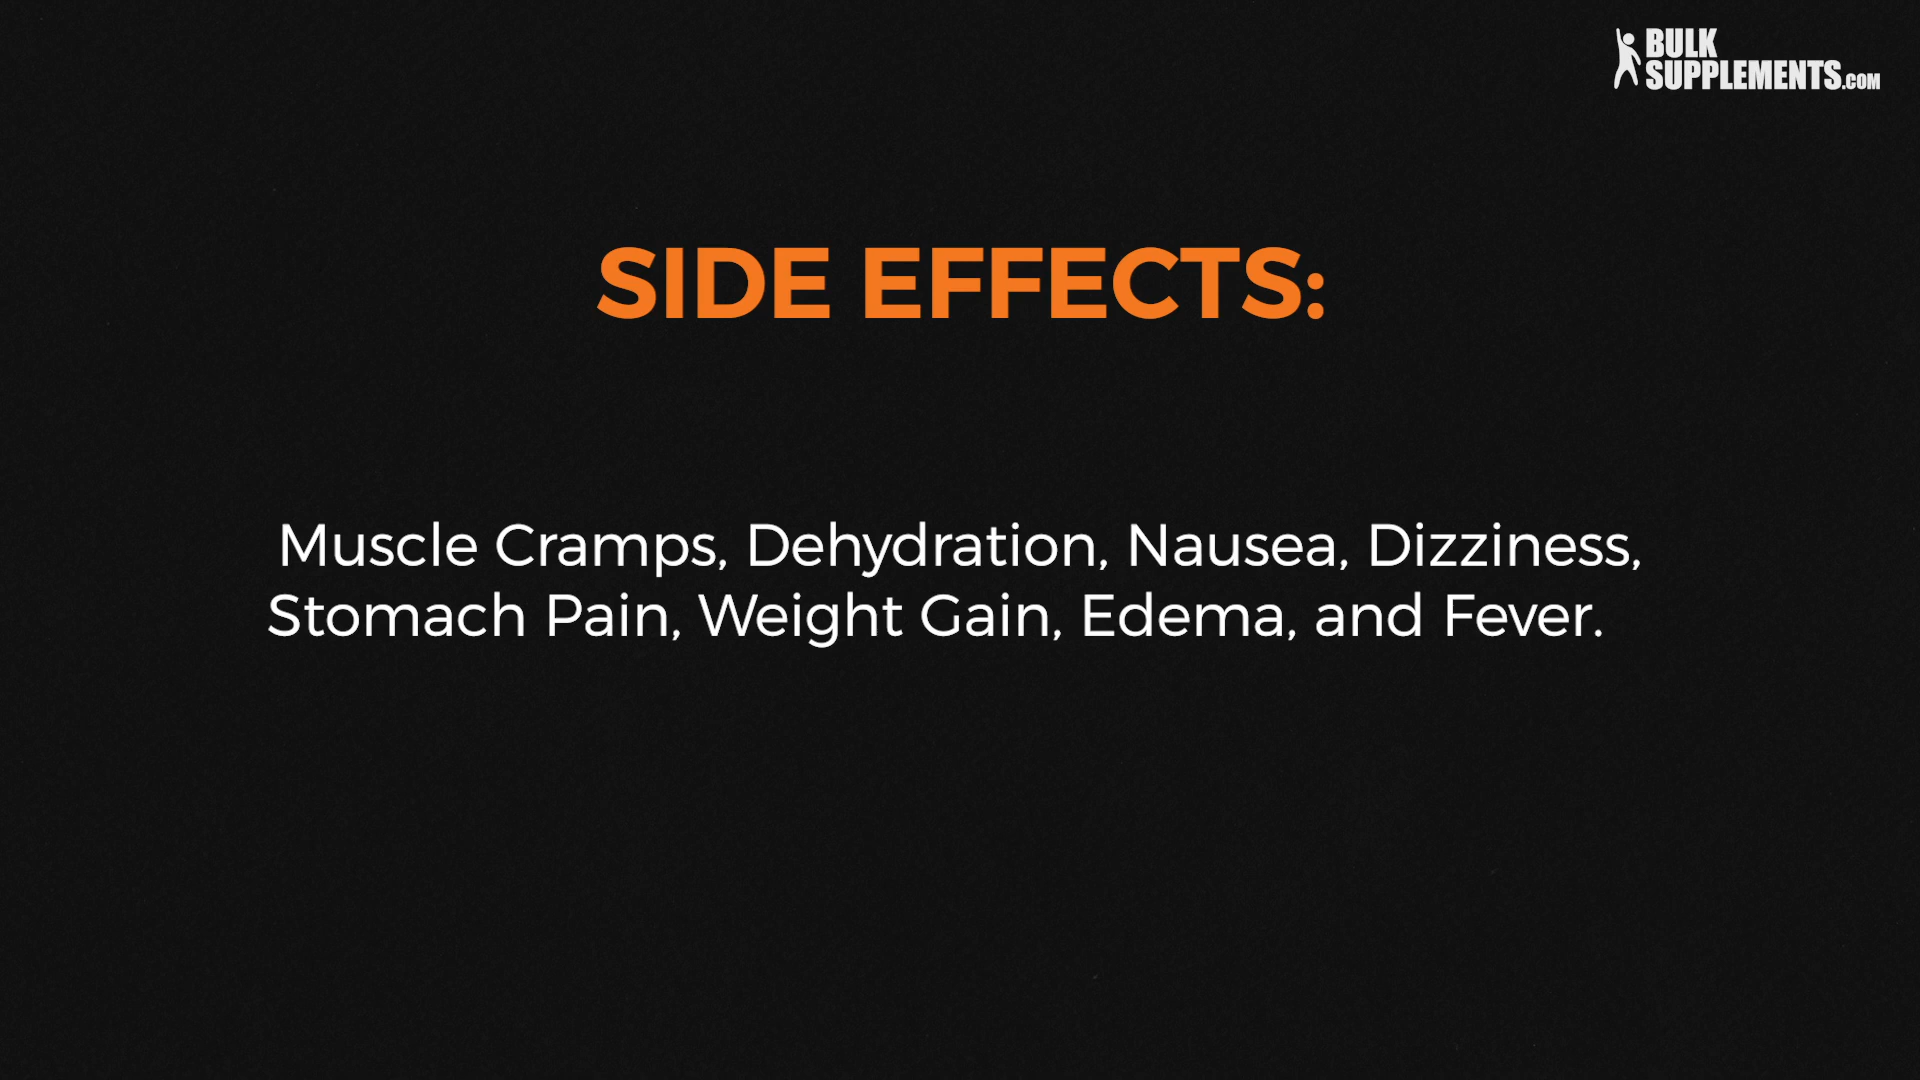 BULK
SUPPLEMENTS.COM
SIDE EFFECTS:
Muscle Cramps, Dehydration, Nausea, Dizziness,
Stomach Pain, Weight Gain, Edema, and Fever.